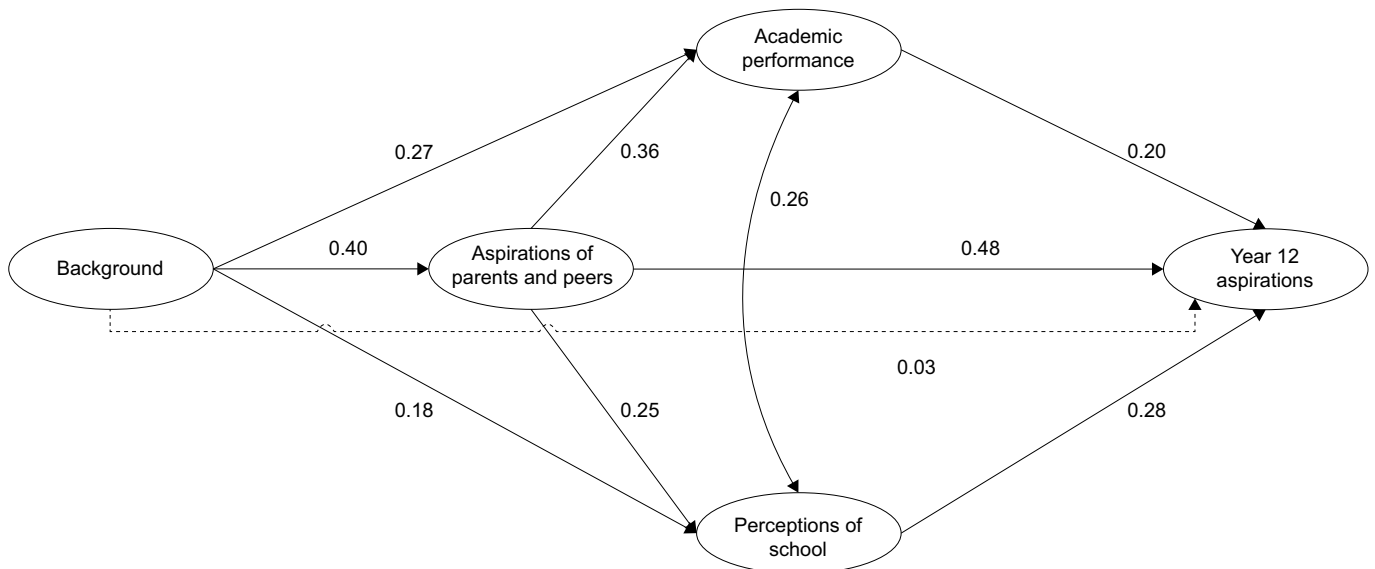 Academic
performance
0.27
0.36
0.20
0.26
Background
0.40
Aspirations of
parents and peers
0.48
Year 12
aspirations
0.03
0.18
0.25
0.28
Perceptions of
school